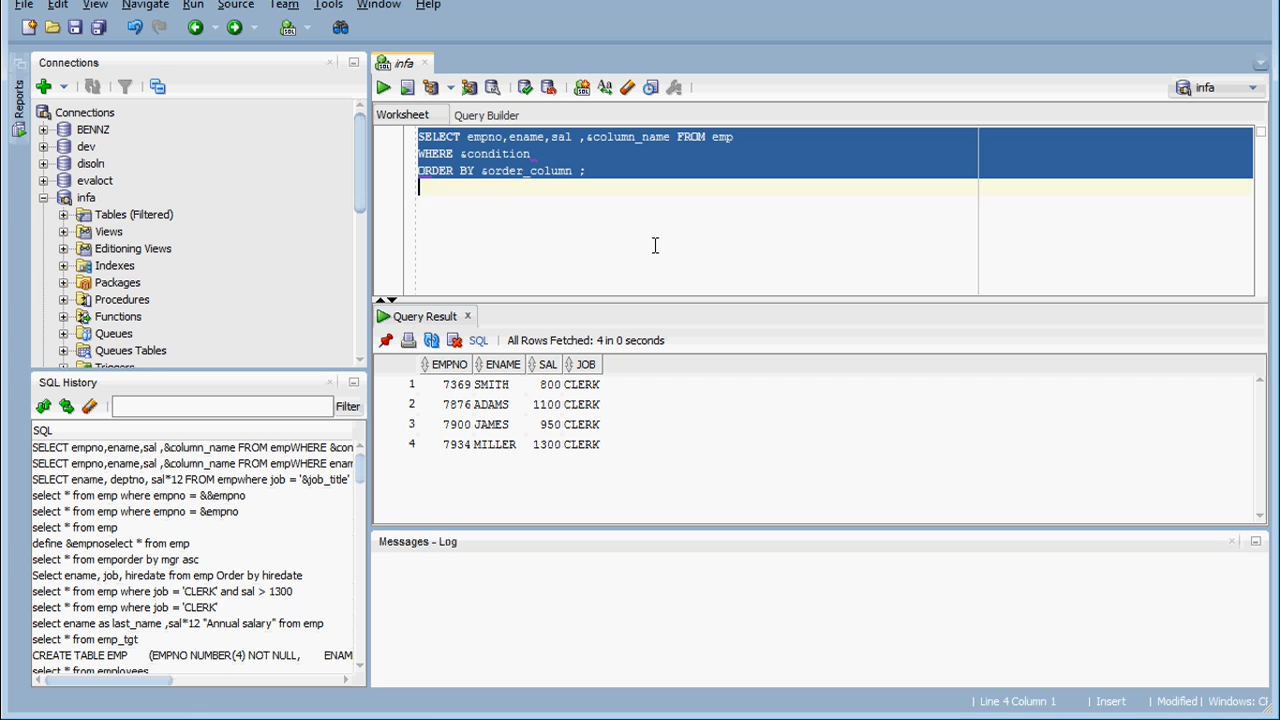 File Edit View Navigate Run Source Team Tools Window Help
Reports
Connections
Connections
BENNZ
dev
disoln
evaloct
infa
Tables (Filtered)
Views
Editioning Views
Indexes
Packages
Procedures
Functions
Queues
Queues Tables
Triggers
SQL History
Filter
SQL
SELECT empno,ename,sal ,&column_name FROM empWHERE &con
SELECT empno,ename,sal ,&column_name FROM empWHERE enam
SELECT ename, deptno, sal*12 FROM empwhere job = '&job_title'
select * from emp where empno = &&empno
select * from emp where empno = &empno
select * from emp
define &empnoselect * from emp
select * from emporder by mgr asc
Select ename, job, hiredate from emp Order by hiredate
select * from emp where job = 'CLERK' and sal > 1300
select * from emp where job = 'CLERK'
select ename as last_name ,sal*12 "Annual salary" from emp
select * from emp_tgt
CREATE TABLE EMP (EMPNO NUMBER(4) NOT NULL, ENAM
select * from employees
infa
infa
Worksheet Query Builder
SELECT empno,ename,sal ,&column_name FROM emp
WHERE &condition
ORDER BY &order_column ;
Query Result
SQL | All Rows Fetched: 4 in 0 seconds
EMPNO ENAME SAL JOB
1 7369 SMITH 800 CLERK
2 7876 ADAMS 1100 CLERK
3 7900 JAMES 950 CLERK
4 7934 MILLER 1300 CLERK
Messages - Log
Line 4 Column 1 | Insert | Modified | Windows: